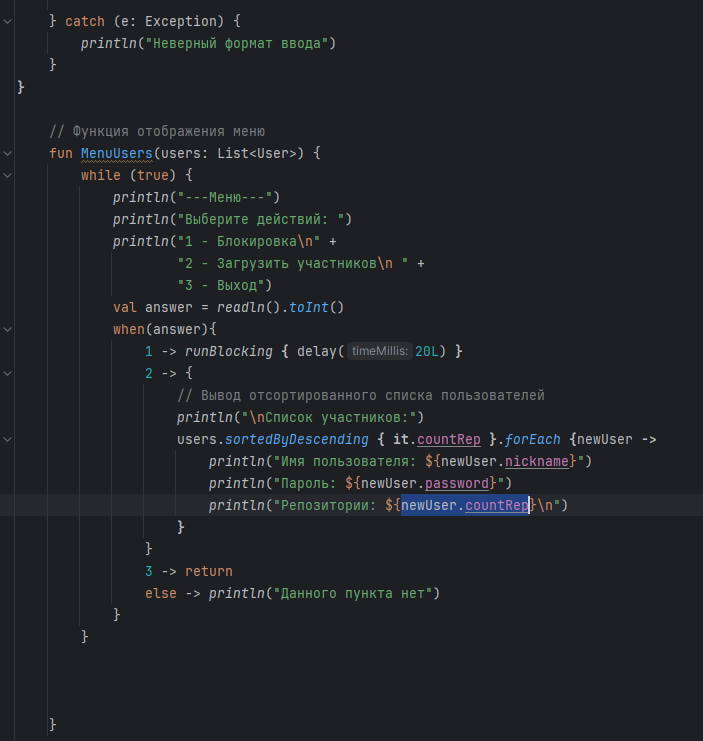 } catch (e: Exception) {
println("Неверный формат ввода")
}
}
// Функция отображения меню
fun MenuUsers(users: List<User>) {
while (true) {
println("---Меню---")
println("Выберите действий: ")
println("1 - Блокировка\n" +
"2 - Загрузить участников\n " +
"3 - Выход")
val answer = readln().toInt()
when(answer){
1 -> runBlocking { delay( timeMillis: 20L) }
2 -> {
// Вывод отсортированного списка пользователей
println("\nСписок участников:")
users.sortedByDescending { it.countRep }.forEach {newUser ->
println("Имя пользователя: ${newUser.nickname}")
println("Пароль: ${newUser.password}")
println("Репозитории: ${newUser.countRep}\n")
}
}
3 -> return
else -> println("Данного пункта нет")
}
}
}